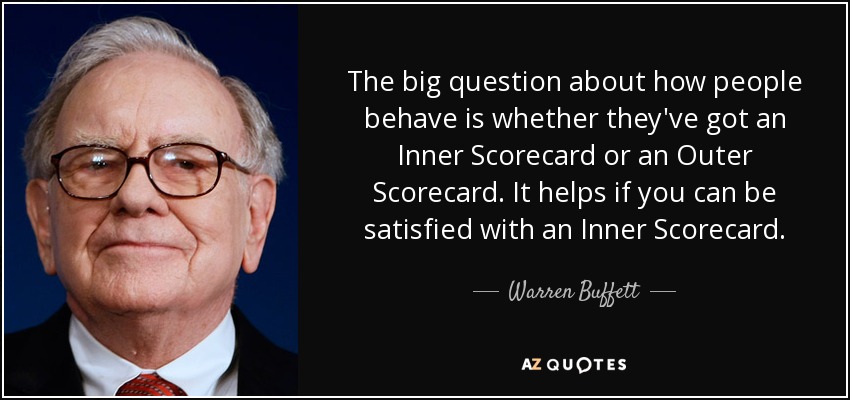 The big question about how people
behave is whether they've got an
Inner Scorecard or an Outer
Scorecard. It helps if you can be
satisfied with an Inner Scorecard.
Warren Buffett
AZ QUOTES